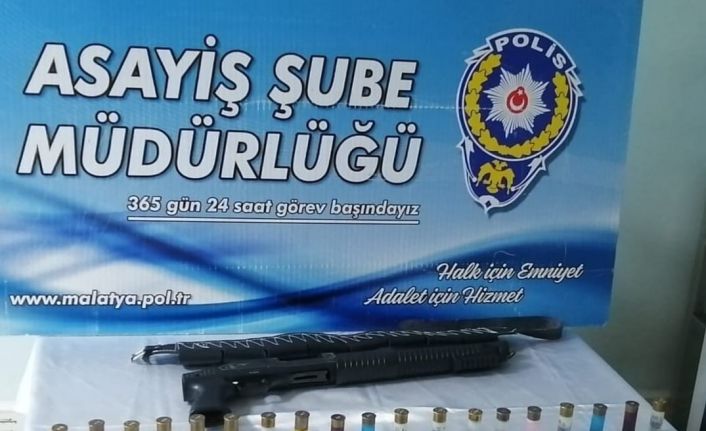 ASAYİŞ ŞUBE
MÜDÜRLÜĞÜ
365 gün 24 saat görev başındayız
POLİS
Halk için Emniyet
Adalet için Hizmet
www.malatya.pol.tr